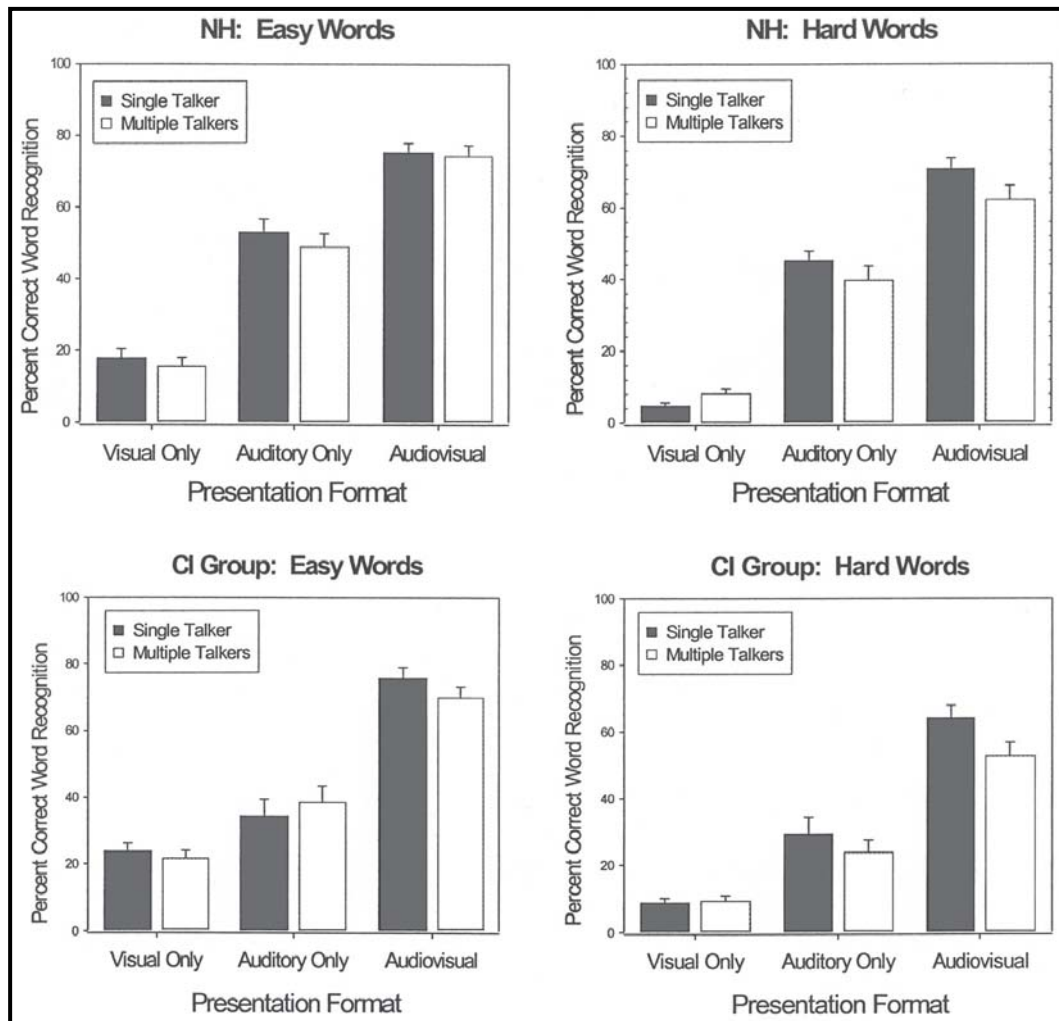 NH: Easy Words
Percent Correct Word Recognition
100
80
60
40
20
0
Single Talker
Multiple Talkers
Visual Only Auditory Only Audiovisual
Presentation Format
NH: Hard Words
Percent Correct Word Recognition
100
80
60
40
20
0
Single Talker
Multiple Talkers
Visual Only Auditory Only Audiovisual
Presentation Format
CI Group: Easy Words
Percent Correct Word Recognition
100
80
60
40
20
0
Single Talker
Multiple Talkers
Visual Only Auditory Only Audiovisual
Presentation Format
CI Group: Hard Words
Percent Correct Word Recognition
100
80
60
40
20
0
Single Talker
Multiple Talkers
Visual Only Auditory Only Audiovisual
Presentation Format